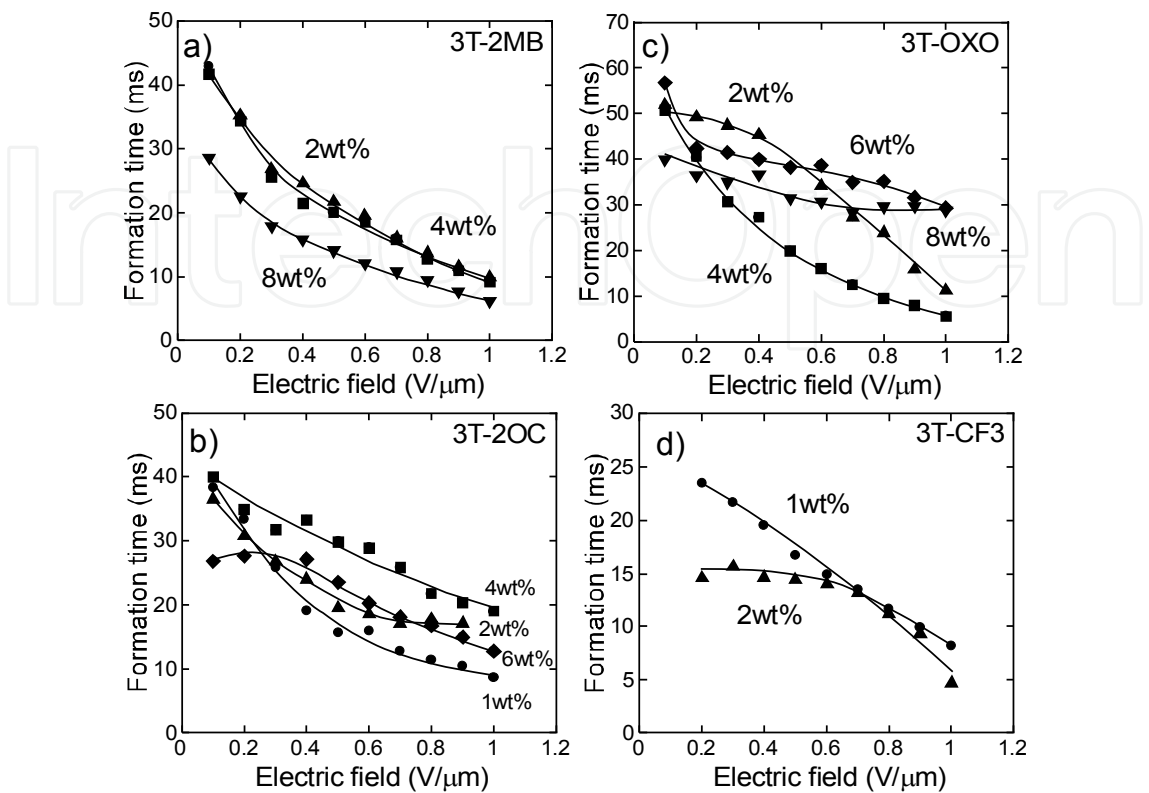 a)
3T-2MB
50
40
30
20
10
0
Formation time (ms)
2wt%
4wt%
8wt%
0
0.2
0.4
0.6
0.8
1
1.2
Electric field (V/μm)
c)
3T-OXO
70
60
50
40
30
20
10
0
Formation time (ms)
2wt%
6wt%
8wt%
4wt%
0
0.2
0.4
0.6
0.8
1
1.2
Electric field (V/μm)
b)
3T-2OC
50
40
30
20
10
0
Formation time (ms)
4wt%
2wt%
6wt%
1wt%
0
0.2
0.4
0.6
0.8
1
1.2
Electric field (V/μm)
d)
3T-CF3
30
25
20
15
10
5
0
Formation time (ms)
1wt%
2wt%
0
0.2
0.4
0.6
0.8
1
1.2
Electric field (V/μm)
IntechOpen